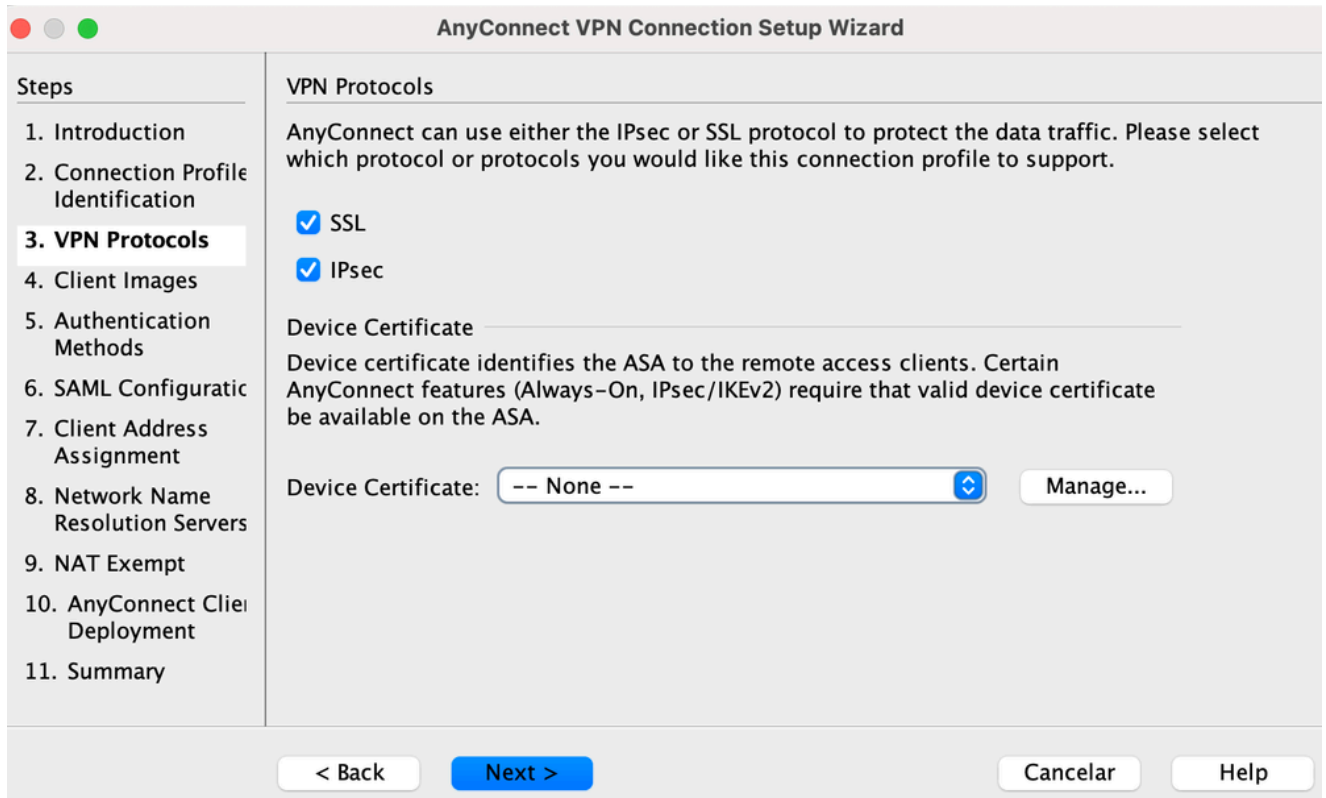 AnyConnect VPN Connection Setup Wizard
Steps
1. Introduction
2. Connection Profile
Identification
3. VPN Protocols
4. Client Images
5. Authentication
Methods
6. SAML Configuratic
7. Client Address
Assignment
8. Network Name
Resolution Servers
9. NAT Exempt
10. AnyConnect Clie
Deployment
11. Summary
VPN Protocols
AnyConnect can use either the IPsec or SSL protocol to protect the data traffic. Please select
which protocol or protocols you would like this connection profile to support.
SSL
IPsec
Device Certificate
Device certificate identifies the ASA to the remote access clients. Certain
AnyConnect features (Always-On, IPsec/IKEv2) require that valid device certificate
be available on the ASA.
Device Certificate: -- None -- Manage...
< Back Next > Cancelar Help